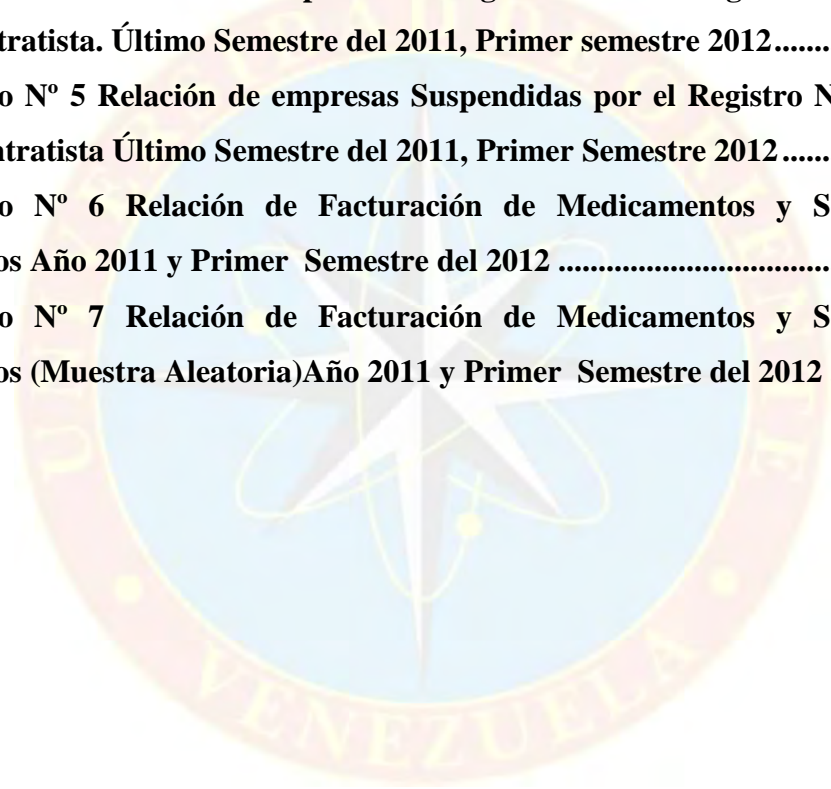 tratista. Último Semestre del 2011, Primer semestre 2012.......
o Nº 5 Relación de empresas Suspendidas por el Registro N
ntratista Último Semestre del 2011, Primer Semestre 2012......
o Nº 6 Relación de Facturación de Medicamentos y S
os Año 2011 y Primer Semestre del 2012 ..................................
o Nº 7 Relación de Facturación de Medicamentos y S
os (Muestra Aleatoria)Año 2011 y Primer Semestre del 2012
VENEZUELA